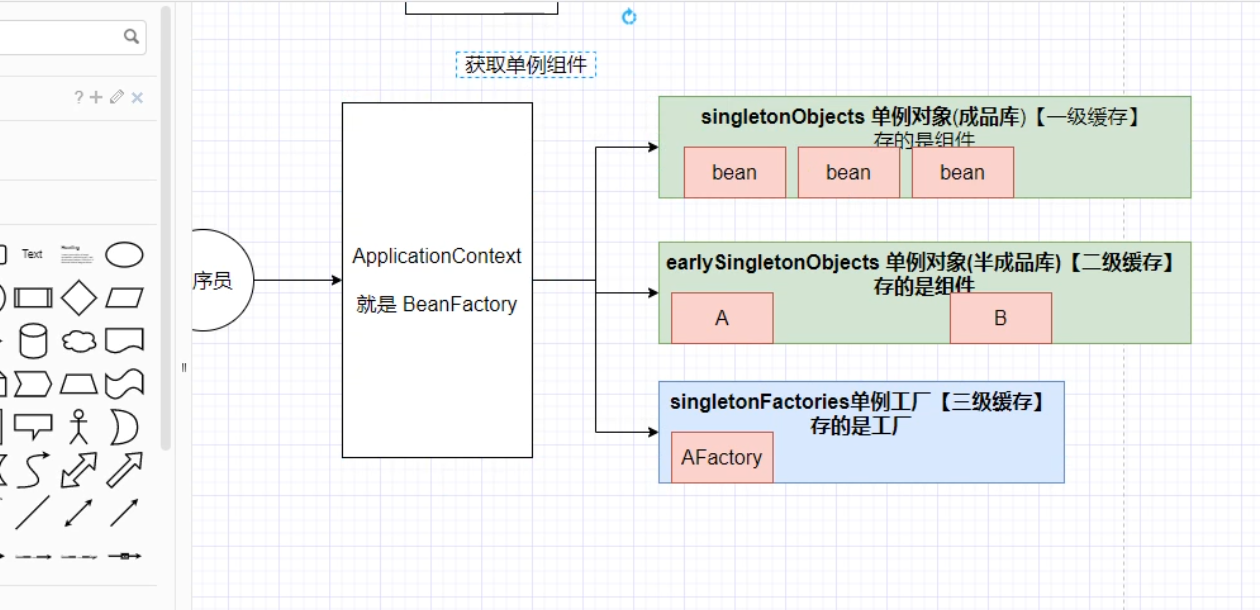 获取单例组件
?
Text
序员
ApplicationContext
就是 BeanFactory
singletonObjects 单例对象(成品库)【一级缓存】
存的是组件
bean
bean
bean
earlySingletonObjects 单例对象(半成品库)【二级缓存】
存的是组件
A
B
singletonFactories单例工厂【三级缓存】
存的是工厂
AFactory